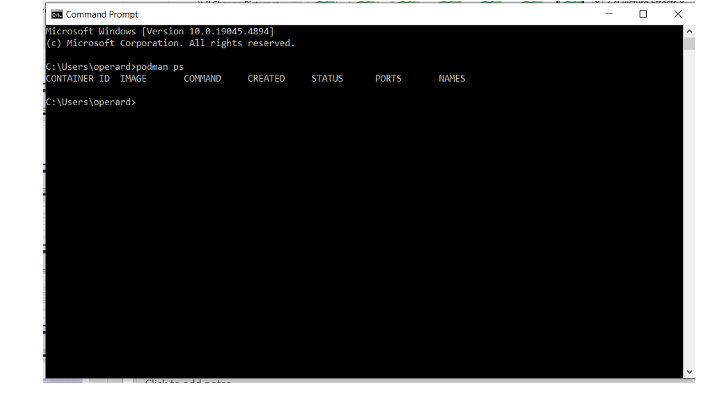 Command Prompt
Microsoft Windows [Version 10.0.19045.4894]
(c) Microsoft Corporation. All rights reserved.
C:\Users\operard>podman ps
CONTAINER ID  IMAGE       COMMAND     CREATED     STATUS      PORTS       NAMES
C:\Users\operard>
Click to add notes